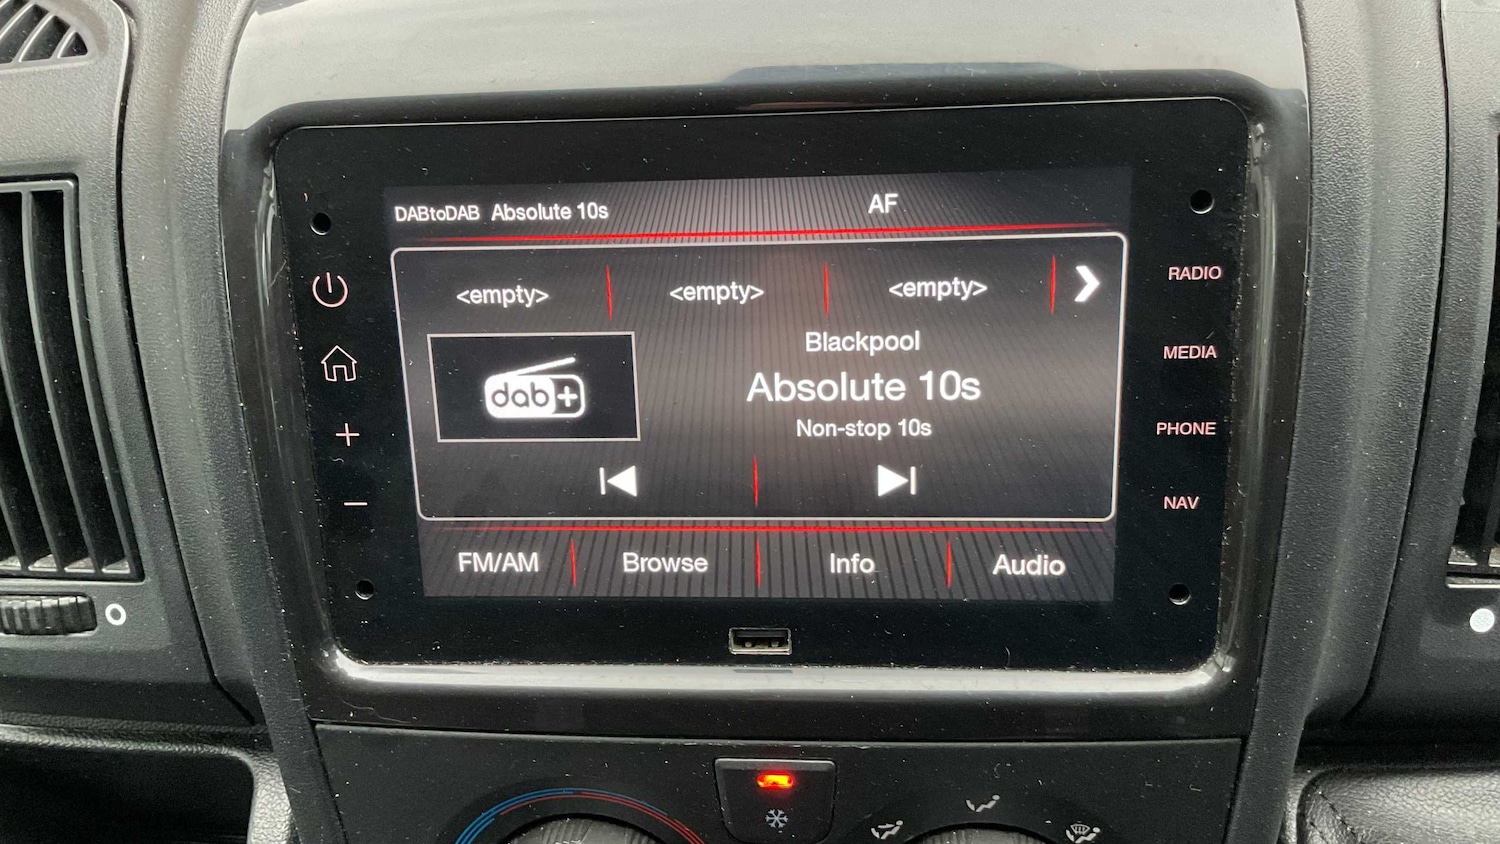 DABtoDAB Absolute 10s AF
<empty> <empty> <empty>
Blackpool
dab+
Absolute 10s
Non-stop 10s
FM/AM Browse Info Audio
RADIO
MEDIA
PHONE
NAV